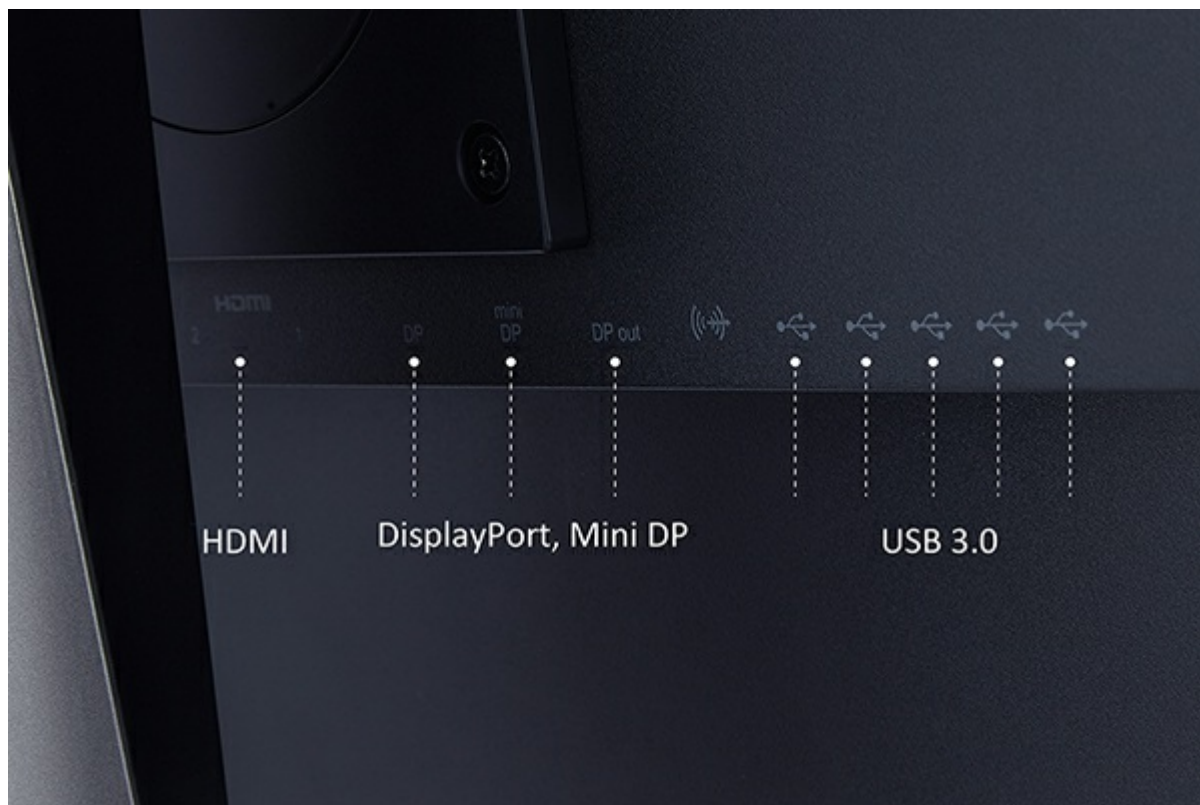 HDMI
2 1
DP
mini
DP
DP out
HDMI
DisplayPort, Mini DP
USB 3.0